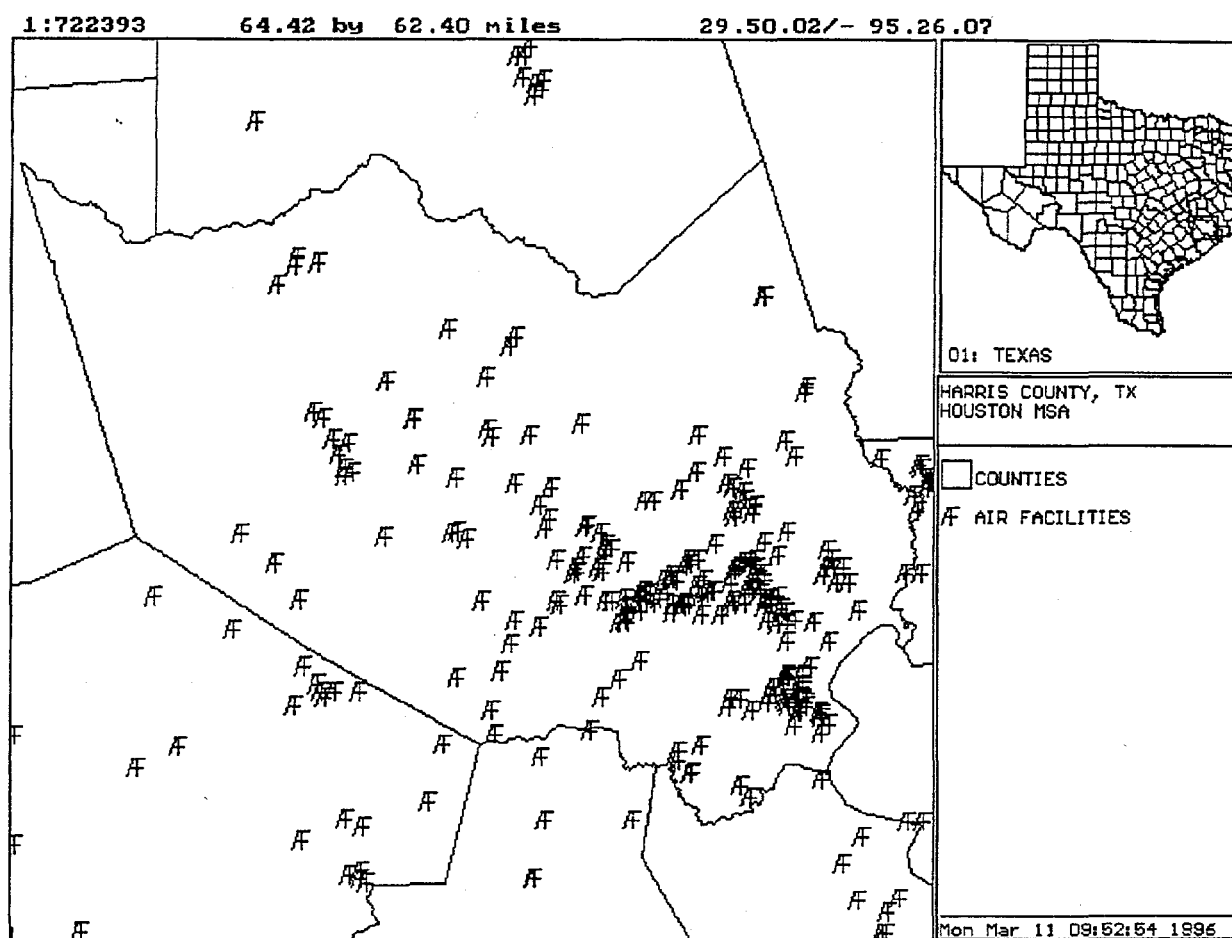 1:722393 64.42 by 62.40 miles 29.50.02/- 95.26.07
01: TEXAS
HARRIS COUNTY, TX
HOUSTON MSA
COUNTIES
AF AIR FACILITIES
Mon Mar 11 09:52:54 1996